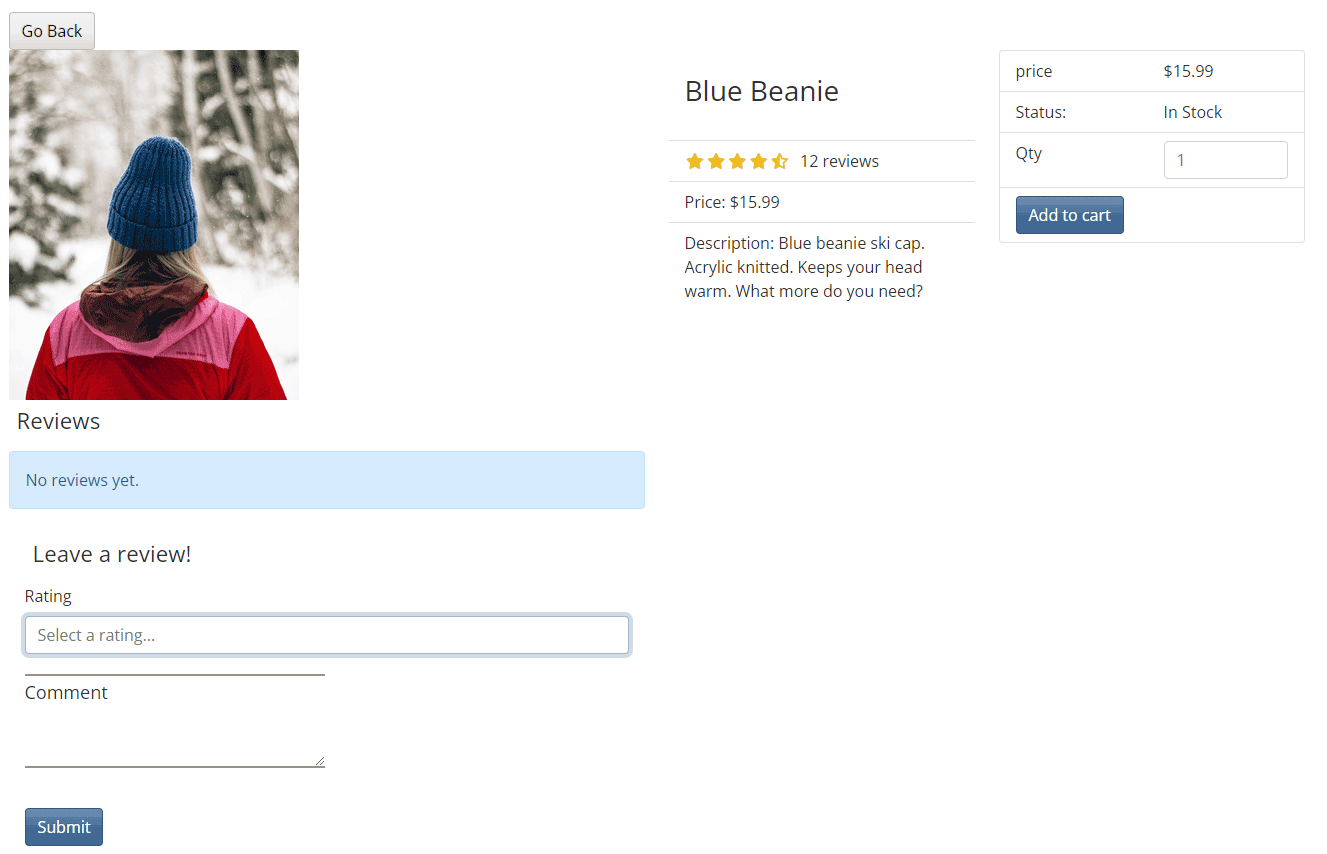 Go Back
Blue Beanie
12 reviews
Price: $15.99
Description: Blue beanie ski cap.
Acrylic knitted. Keeps your head
warm. What more do you need?
price $15.99
Status: In Stock
Qty 1
Add to cart
Reviews
No reviews yet.
Leave a review!
Rating
Select a rating...
Comment
Submit